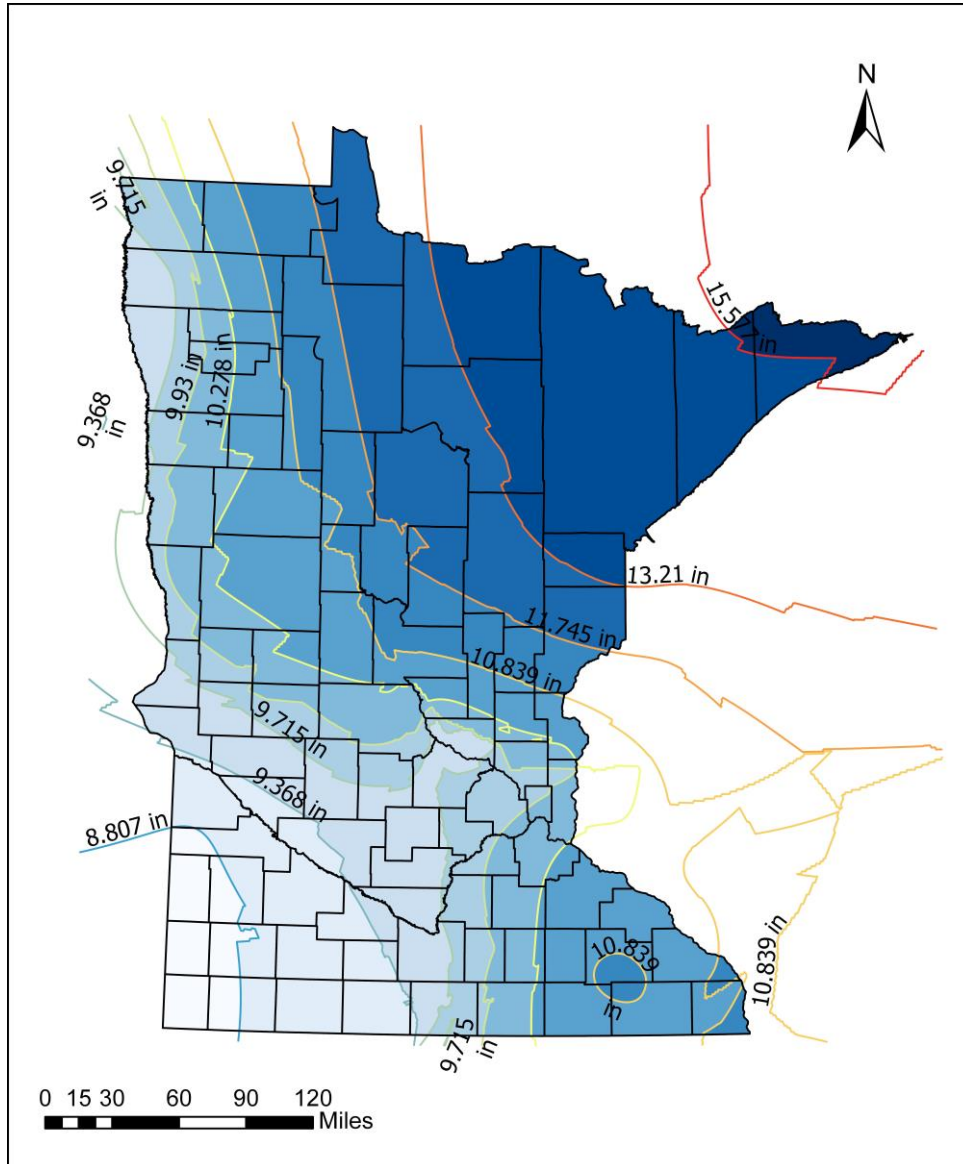 N
9.715
in
15.577 in
9.93 in
10.278 in
9.368
in
13.21 in
11.745 in
10.839 in
9.715 in
9.368 in
8.807 in
10.839
in
10.839 in
9.715
in
0 15 30 60 90 120
Miles